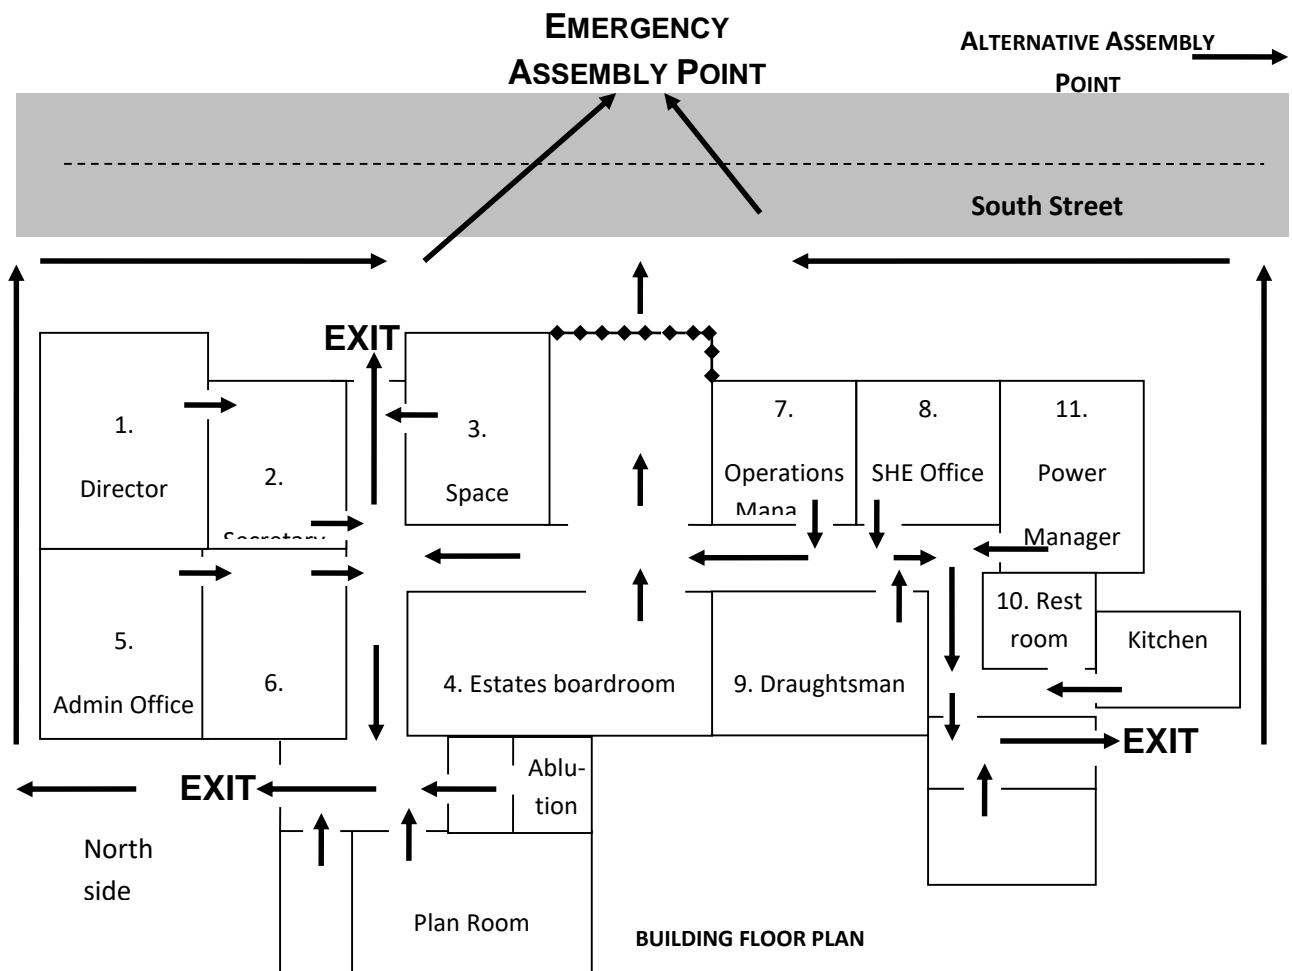 EMERGENCY
ASSEMBLY POINT
ALTERNATIVE ASSEMBLY
POINT
South Street
EXIT
1.
Director
2.
Secretary
3.
Space
7.
Operations
Mana
8.
SHE Office
11.
Power
Manager
5.
Admin Office
6.
4. Estates boardroom
9. Draughtsman
10. Rest
room
Kitchen
EXIT
EXIT
Ablu-
tion
North
side
Plan Room
BUILDING FLOOR PLAN